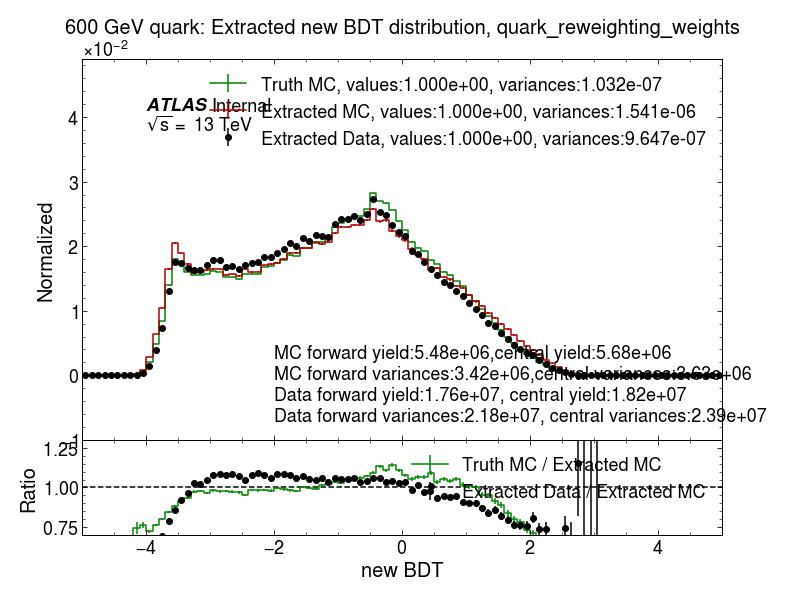 600 GeV quark: Extracted new BDT distribution, quark_reweighting_weights
×10⁻²
Truth MC, values:1.000e+00, variances:1.032e-07
ATLAS Internal
Extracted MC, values:1.000e+00, variances:1.541e-06
√s = 13 TeV
Extracted Data, values:1.000e+00, variances:9.647e-07
4
3
2
1
0
−1
Normalized
MC forward yield:5.48e+06,central yield:5.68e+06
MC forward variances:3.42e+06,central variances:3.63e+06
Data forward yield:1.76e+07, central yield:1.82e+07
Data forward variances:2.18e+07, central variances:2.39e+07
1.25
1.00
0.75
Ratio
Truth MC / Extracted MC
Extracted Data / Extracted MC
−4 −2 0 2 4
new BDT